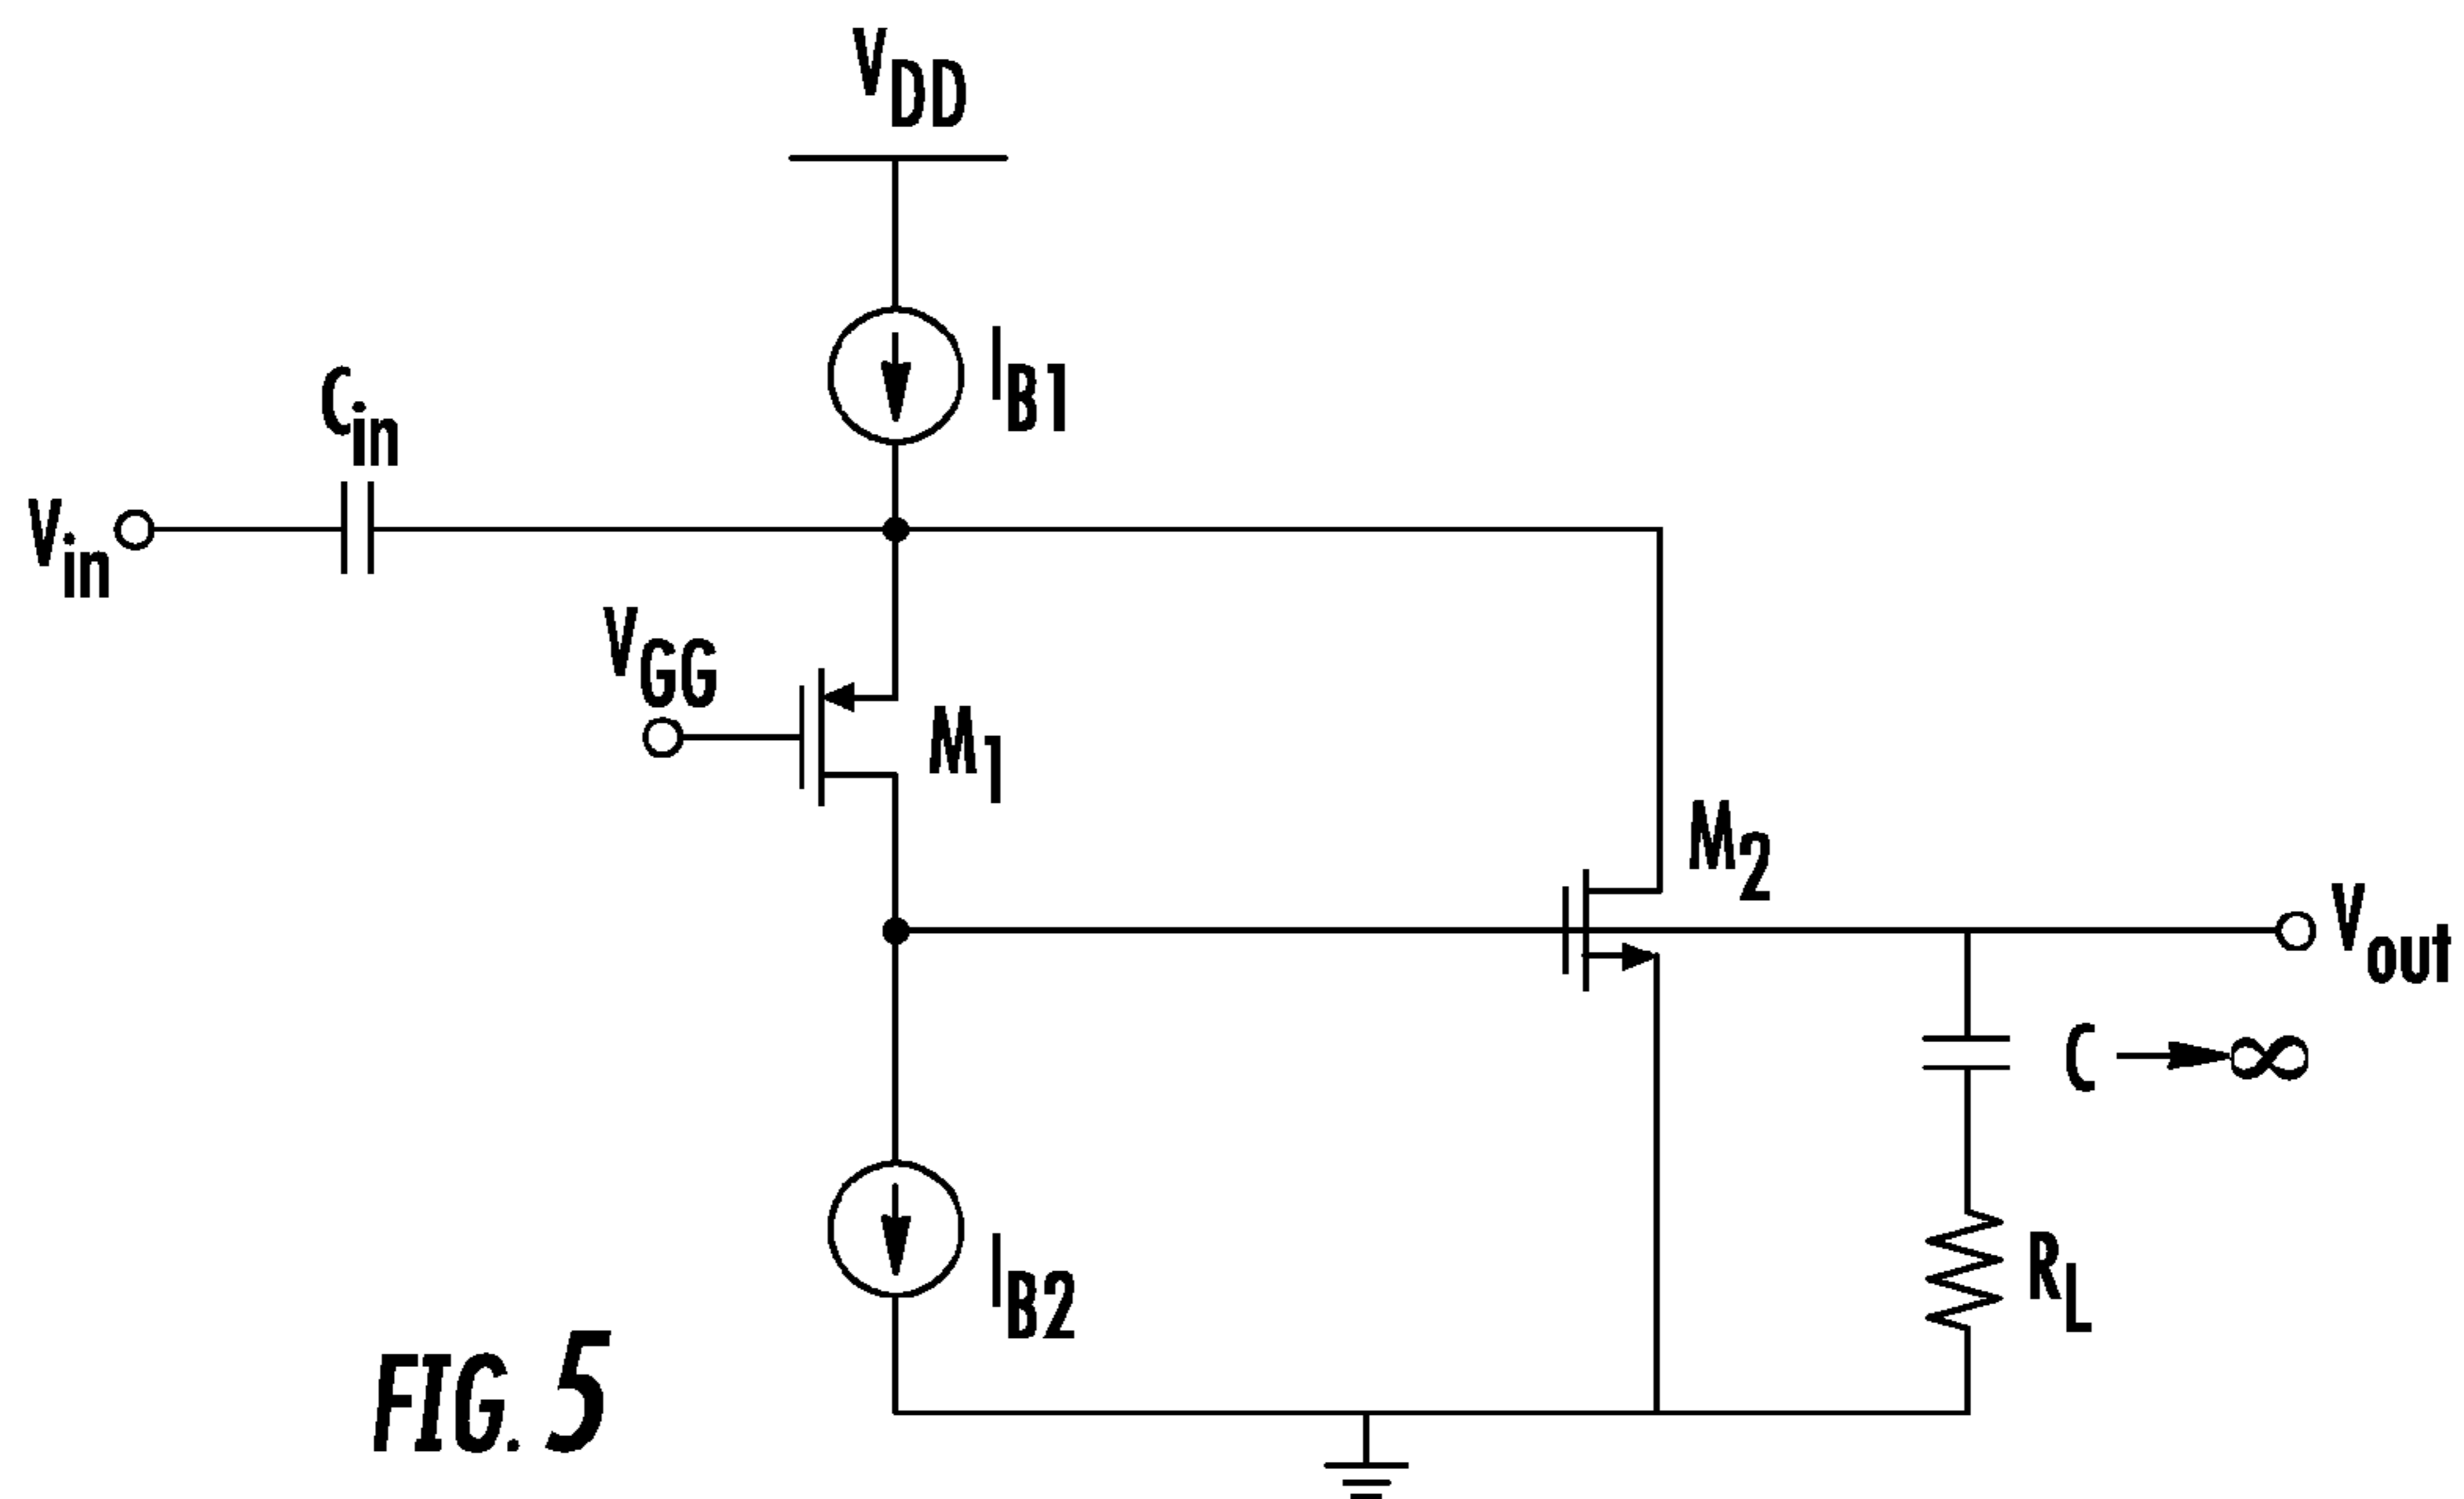 VDD
IB1
Cin
Vin
VGG
M1
M2
Vout
C → ∞
IB2
RL
FIG. 5